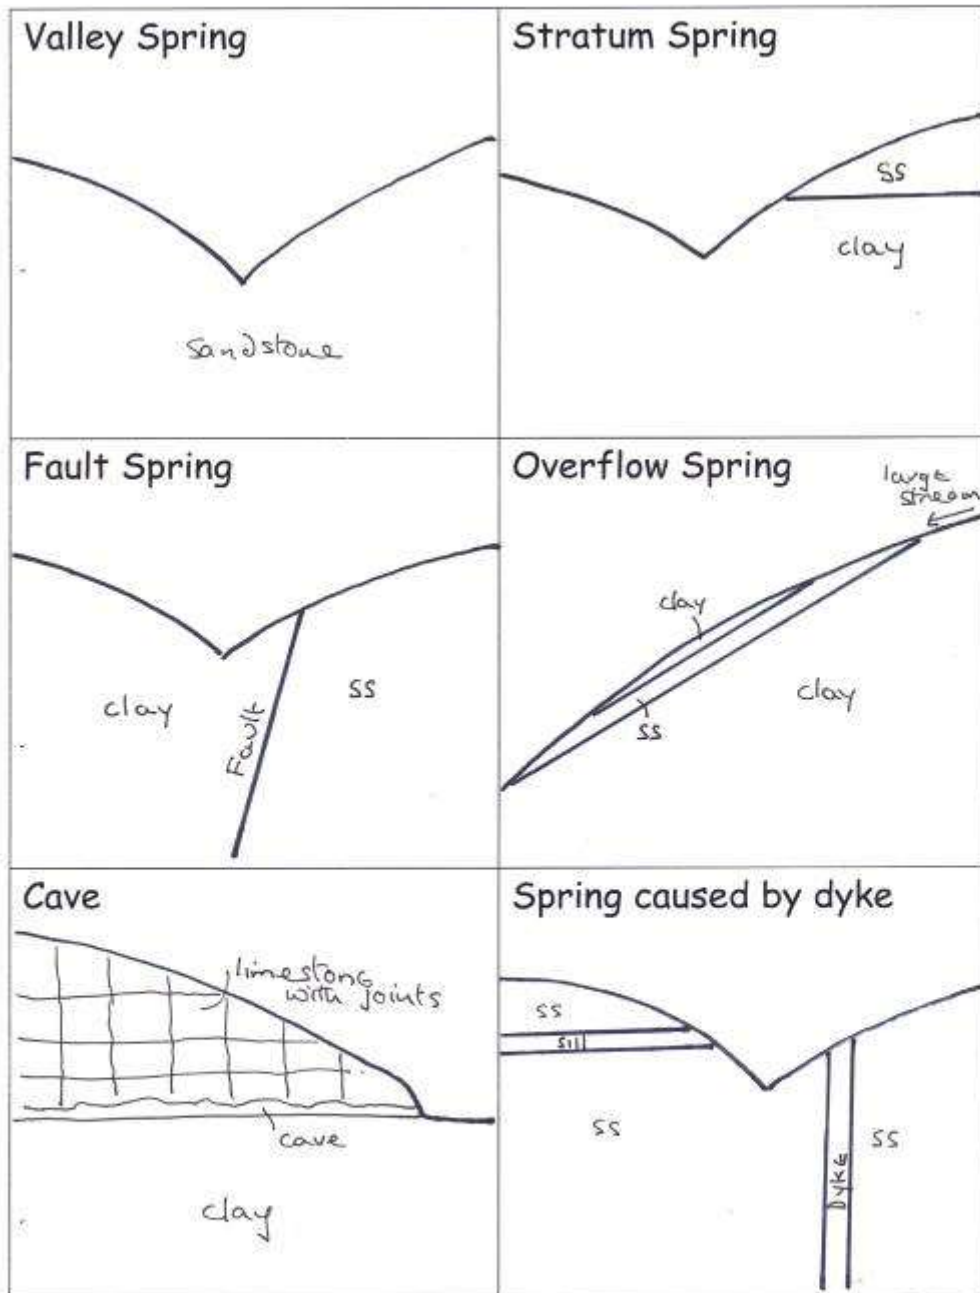 Valley Spring
sandstone
Stratum Spring
SS
clay
Fault Spring
clay
Fault
SS
Overflow Spring
large
stream
clay
SS
clay
Cave
limestone
with joints
cave
clay
Spring caused by dyke
SS
Sill
SS
DYKE
SS